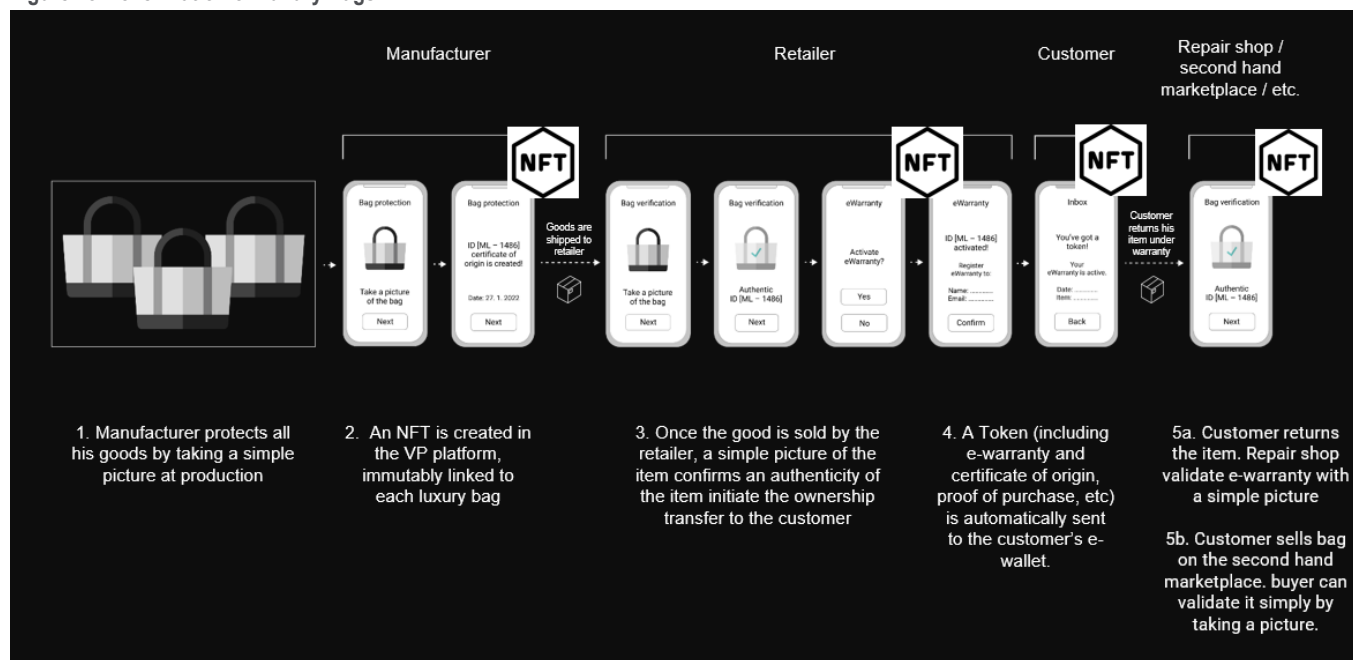 Manufacturer
Retailer
Customer
Repair shop /
second hand
marketplace / etc.
NFT
NFT
NFT
NFT
Bag protection
Take a picture
of the bag
Next
Bag protection
ID [ML – 1486]
certificate of
origin is created!
Date: 27. 1. 2022
Next
Goods are
shipped to
retailer
Bag verification
Take a picture
of the bag
Next
Bag verification
Authentic
ID [ML – 1486]
Next
eWarranty
Activate
eWarranty?
Yes
No
eWarranty
ID [ML – 1486]
activated!
Register
eWarranty to:
Name: ..............
Email: ..............
Confirm
Inbox
You've got a
token!
Your
eWarranty is active.
Date: ..............
Item: ..............
Back
Customer
returns his
item under
warranty
Bag verification
Authentic
ID [ML – 1486]
Next
1. Manufacturer protects all
his goods by taking a simple
picture at production
2. An NFT is created in
the VP platform,
immutably linked to
each luxury bag
3. Once the good is sold by the
retailer, a simple picture of the
item confirms an authenticity of
the item initiate the ownership
transfer to the customer
4. A Token (including
e-warranty and
certificate of origin,
proof of purchase, etc)
is automatically sent
to the customer's e-
wallet.
5a. Customer returns
the item. Repair shop
validate e-warranty with
a simple picture
5b. Customer sells bag
on the second hand
marketplace. buyer can
validate it simply by
taking a picture.